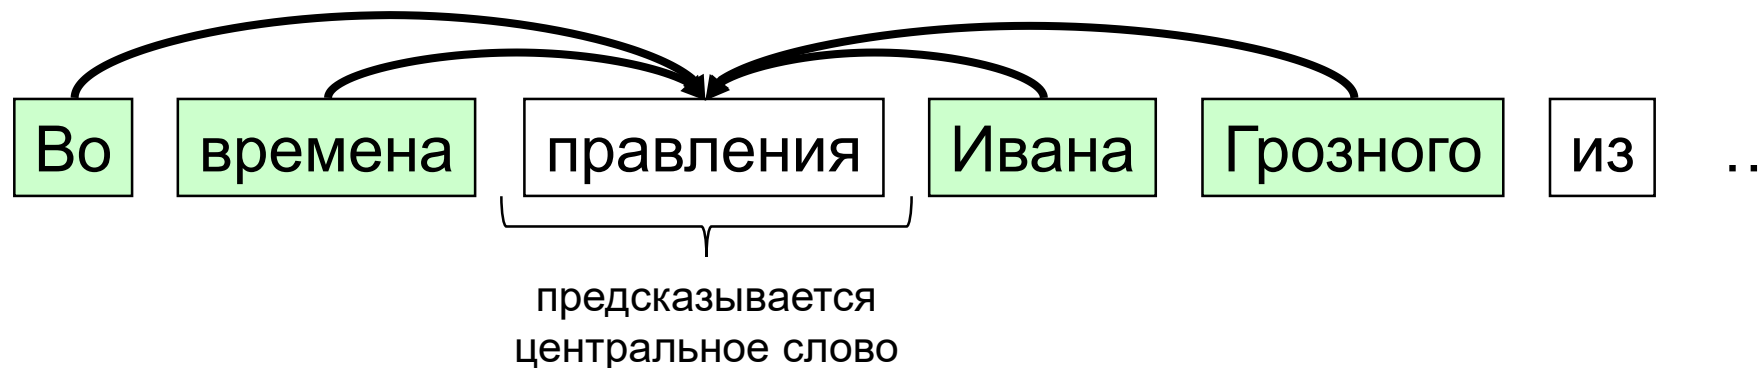 Во времена правления Ивана Грозного из ..
предсказывается
центральное слово